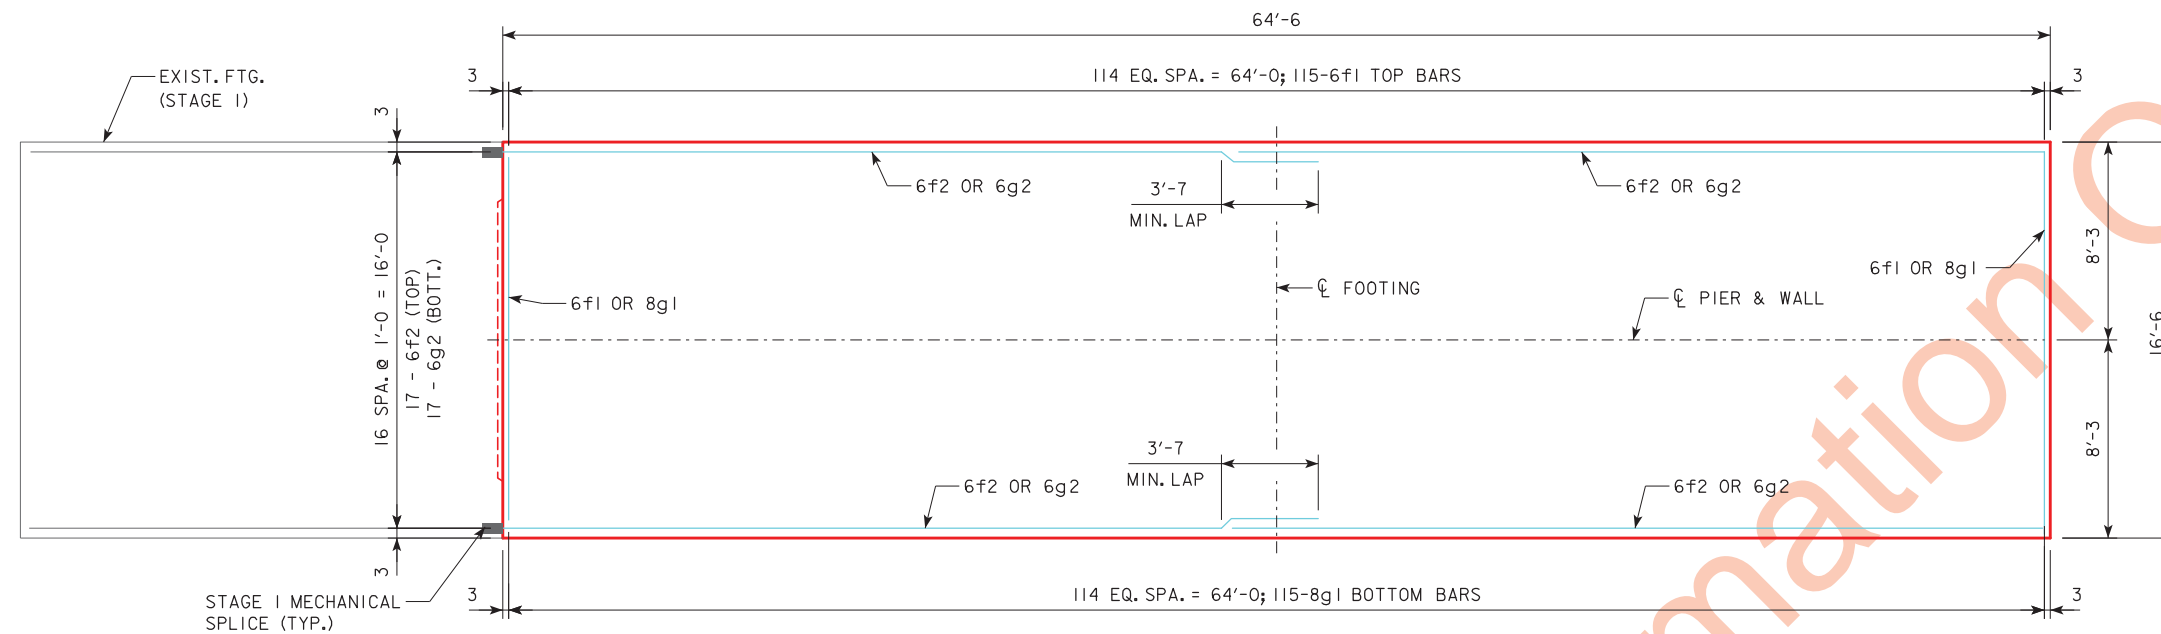 64'-6
3
114 EQ. SPA. = 64'-0; 115-6f1 TOP BARS
3
EXIST. FTG.
(STAGE 1)
3
6f2 OR 6g2
3'-7
MIN. LAP
6f2 OR 6g2
16 SPA. @ 1'-0 = 16'-0
17 - 6f2 (TOP)
17 - 6g2 (BOTT.)
6f1 OR 8g1
℄ FOOTING
℄ PIER & WALL
6f1 OR 8g1
8'-3
16'-6
8'-3
3'-7
MIN. LAP
6f2 OR 6g2
6f2 OR 6g2
3
STAGE 1 MECHANICAL
SPLICE (TYP.)
3
114 EQ. SPA. = 64'-0; 115-8g1 BOTTOM BARS
3
mation